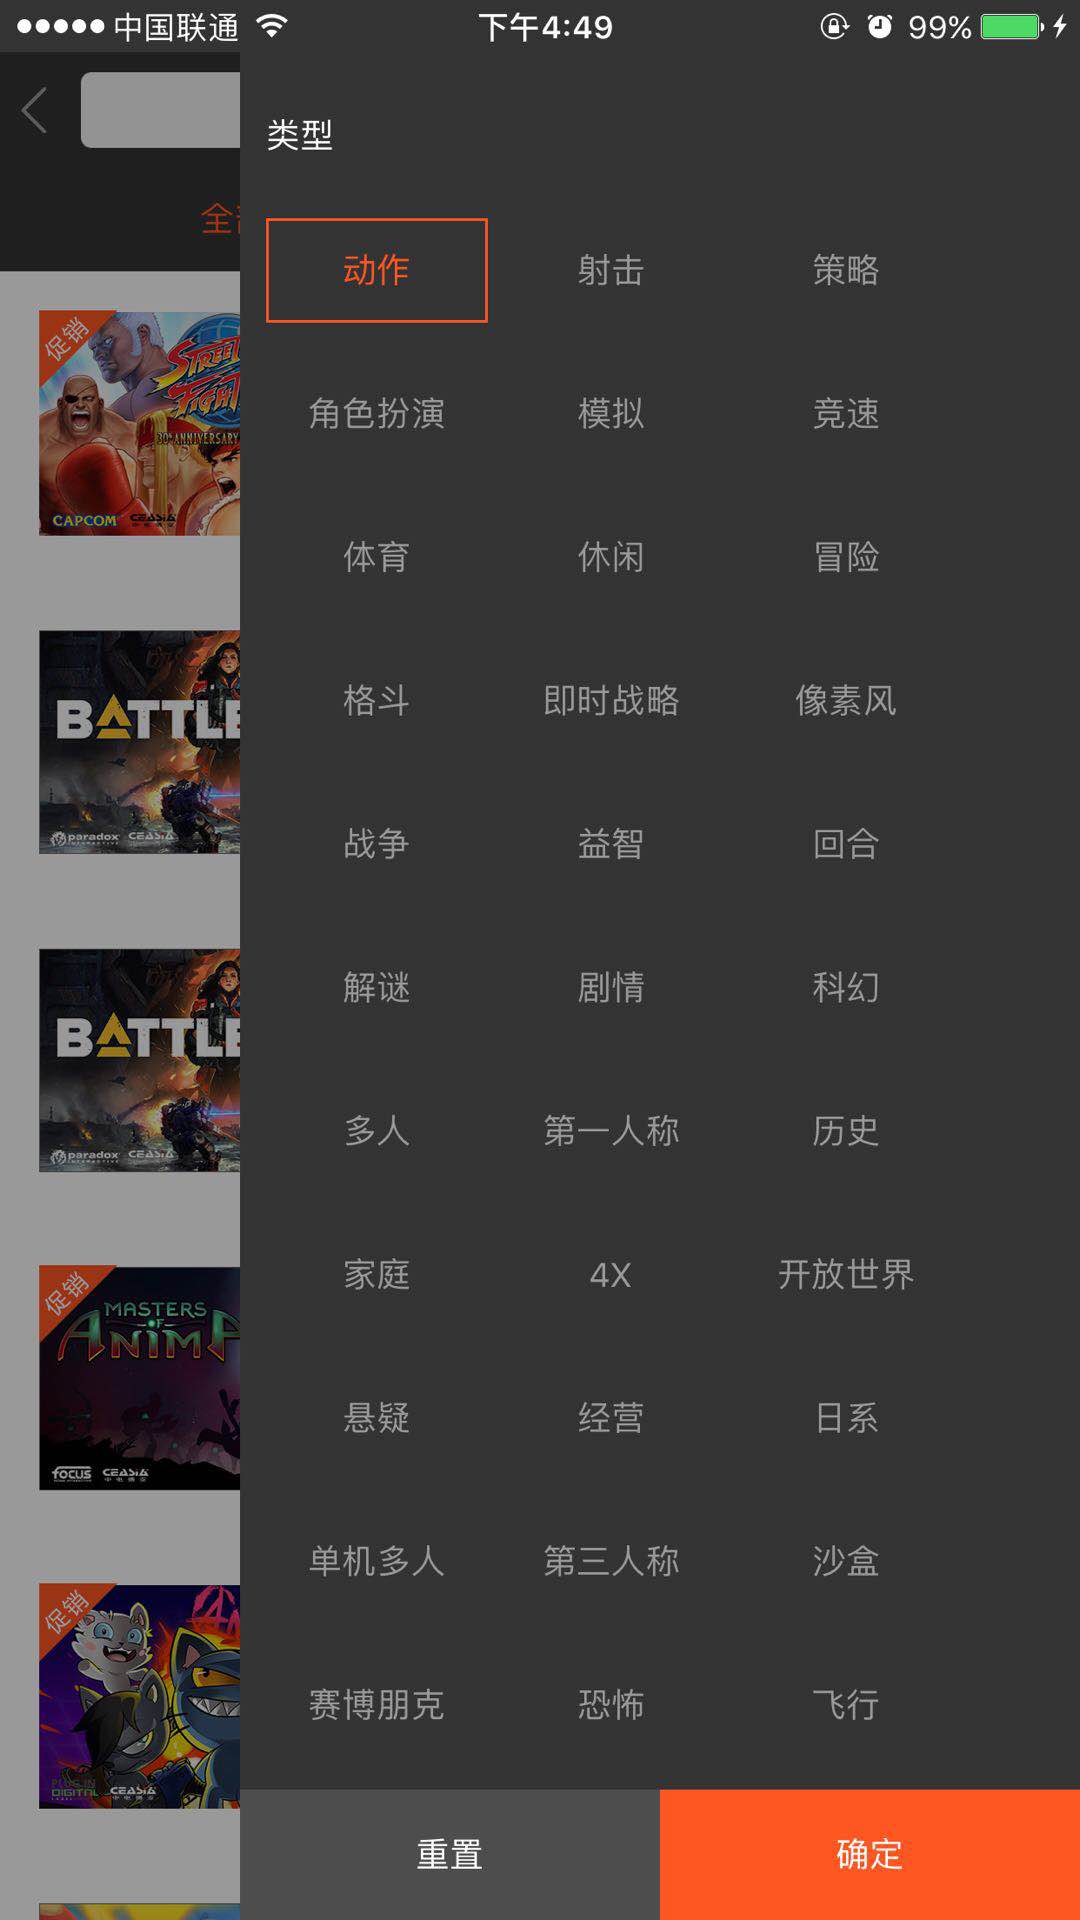 中国联通 下午4:49 99%
类型
全
动作 射击 策略
角色扮演 模拟 竞速
体育 休闲 冒险
格斗 即时战略 像素风
战争 益智 回合
解谜 剧情 科幻
多人 第一人称 历史
家庭 4X 开放世界
悬疑 经营 日系
单机多人 第三人称 沙盒
赛博朋克 恐怖 飞行
重置 确定
促销
STREET
FIGHT
30th ANNIVERSARY
CAPCOM CEASIA
BATTLE
paradox CEASIA
BATTLE
paradox CEASIA
促销
MASTERS
OF
ANIMA
FOCUS CEASIA
促销
PLUG IN
DIGITAL CEASIA